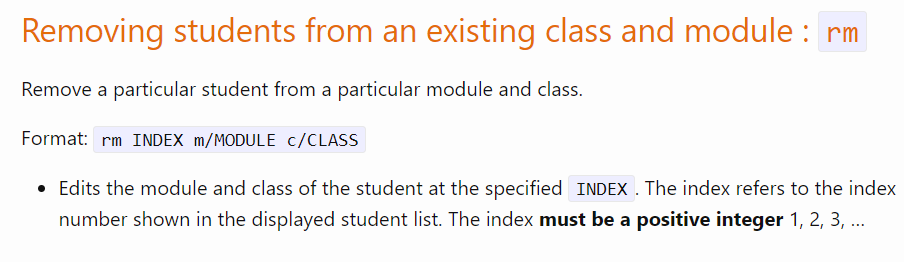 Removing students from an existing class and module : rm
Remove a particular student from a particular module and class.
Format: rm INDEX m/MODULE c/CLASS
• Edits the module and class of the student at the specified INDEX. The index refers to the index
number shown in the displayed student list. The index must be a positive integer 1, 2, 3, …